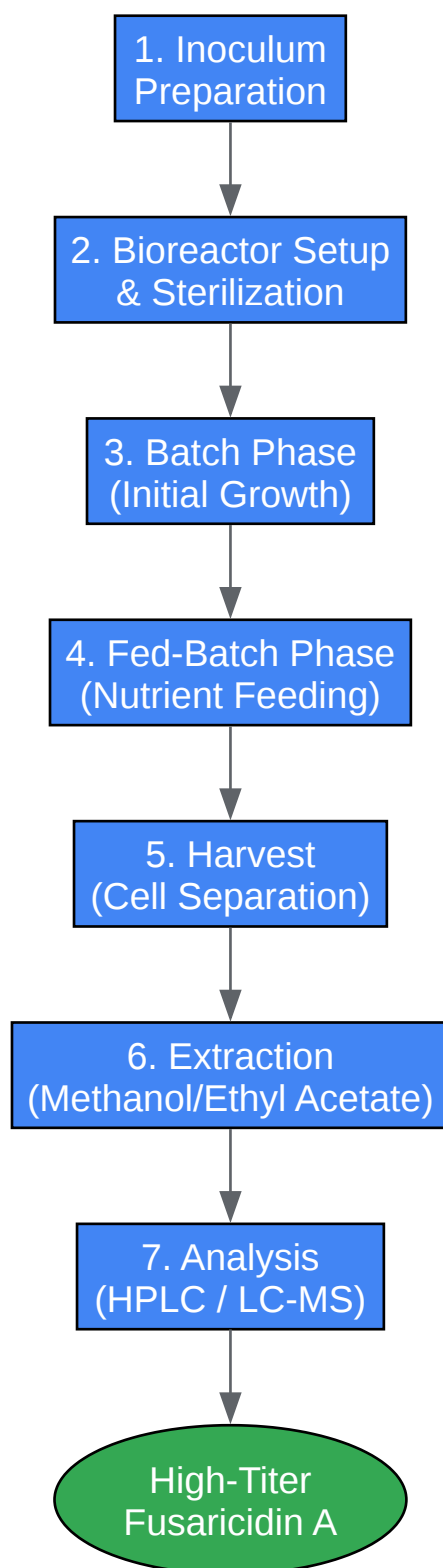 1. Inoculum
Preparation
2. Bioreactor Setup
& Sterilization
3. Batch Phase
(Initial Growth)
4. Fed-Batch Phase
(Nutrient Feeding)
5. Harvest
(Cell Separation)
6. Extraction
(Methanol/Ethyl Acetate)
7. Analysis
(HPLC / LC-MS)
High-Titer
Fusaricidin A